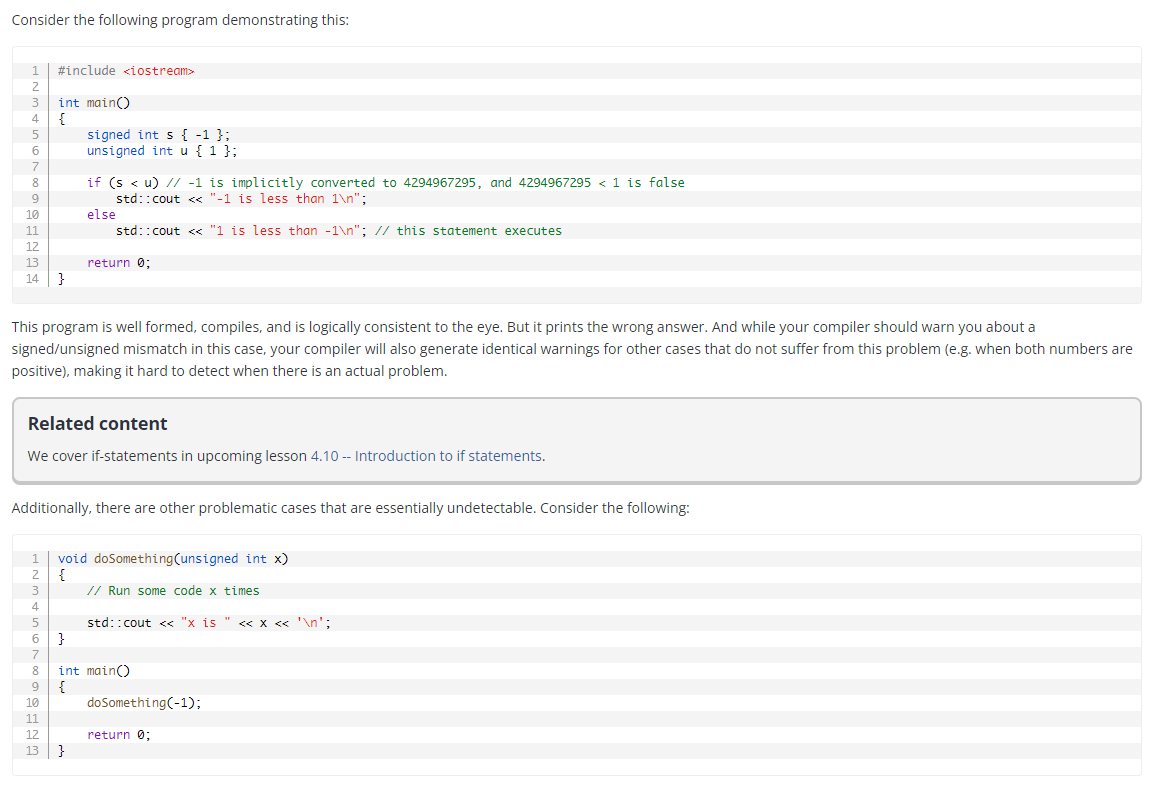 Consider the following program demonstrating this:
1 #include <iostream>
2
3 int main()
4 {
5     signed int s { -1 };
6     unsigned int u { 1 };
7
8     if (s < u) // -1 is implicitly converted to 4294967295, and 4294967295 < 1 is false
9         std::cout << "-1 is less than 1\n";
10     else
11         std::cout << "1 is less than -1\n"; // this statement executes
12
13     return 0;
14 }
This program is well formed, compiles, and is logically consistent to the eye. But it prints the wrong answer. And while your compiler should warn you about a
signed/unsigned mismatch in this case, your compiler will also generate identical warnings for other cases that do not suffer from this problem (e.g. when both numbers are
positive), making it hard to detect when there is an actual problem.
Related content
We cover if-statements in upcoming lesson 4.10 -- Introduction to if statements.
Additionally, there are other problematic cases that are essentially undetectable. Consider the following:
1 void doSomething(unsigned int x)
2 {
3     // Run some code x times
4
5     std::cout << "x is " << x << '\n';
6 }
7
8 int main()
9 {
10     doSomething(-1);
11
12     return 0;
13 }